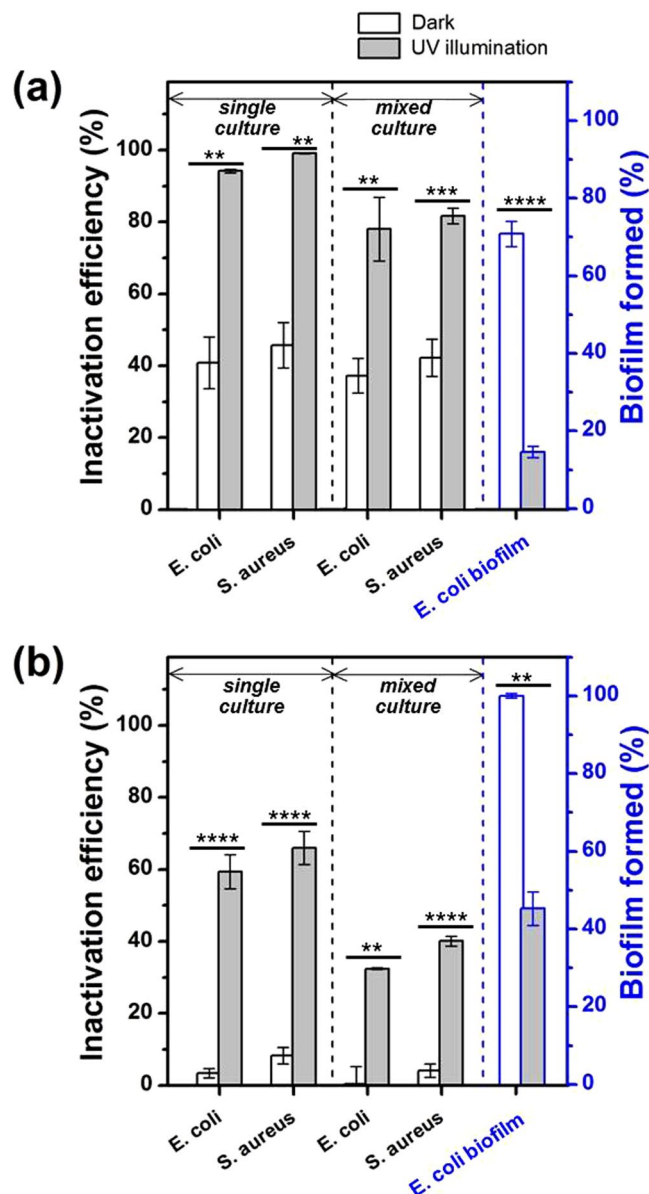 Dark
UV illumination
(a)
single
culture
mixed
culture
** ** ** *** ****
Inactivation efficiency (%)
100
80
60
40
20
0
Biofilm formed (%)
100
80
60
40
20
0
E. coli
S. aureus
E. coli
S. aureus
E. coli biofilm
(b)
single
culture
mixed
culture
**** **** ** **** **
Inactivation efficiency (%)
100
80
60
40
20
0
Biofilm formed (%)
100
80
60
40
20
0
E. coli
S. aureus
E. coli
S. aureus
E. coli biofilm